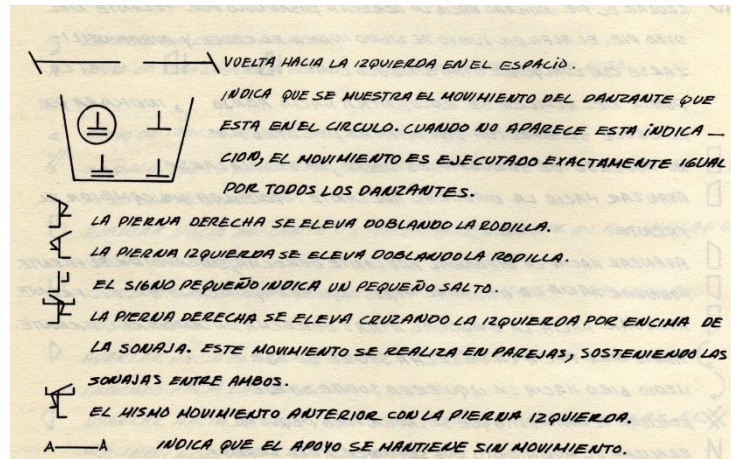 VUELTA HACIA LA IZQUIERDA EN EL ESPACIO.
INDICA QUE SE MUESTRA EL MOVIMIENTO DEL DANZANTE QUE
ESTA EN EL CIRCULO. CUANDO NO APARECE ESTA INDICA —
CION, EL MOVIMIENTO ES EJECUTADO EXACTAMENTE IGUAL
POR TODOS LOS DANZANTES.
LA PIERNA DERECHA SE ELEVA DOBLANDO LA RODILLA.
LA PIERNA IZQUIERDA SE ELEVA DOBLANDO LA RODILLA.
EL SIGNO PEQUEÑO INDICA UN PEQUEÑO SALTO.
LA PIERNA DERECHA SE ELEVA CRUZANDO LA IZQUIERDA POR ENCIMA DE
LA SONAJA. ESTE MOVIMIENTO SE REALIZA EN PAREJAS, SOSTENIENDO LAS
SONAJAS ENTRE AMBOS.
EL MISMO MOVIMIENTO ANTERIOR CON LA PIERNA IZQUIERDA.
A——A INDICA QUE EL APOYO SE MANTIENE SIN MOVIMIENTO.